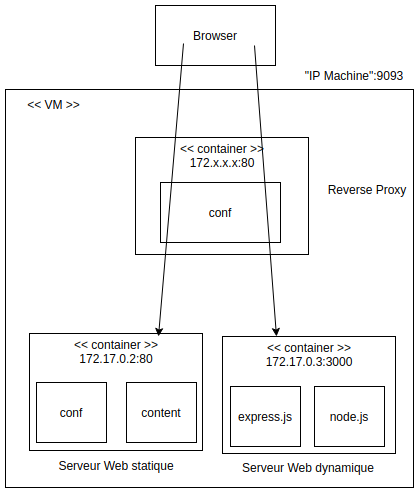 Browser
"IP Machine":9093
<< VM >>
<< container >>
172.x.x.x:80
Reverse Proxy
conf
<< container >>
172.17.0.2:80
conf
content
Serveur Web statique
<< container >>
172.17.0.3:3000
express.js
node.js
Serveur Web dynamique